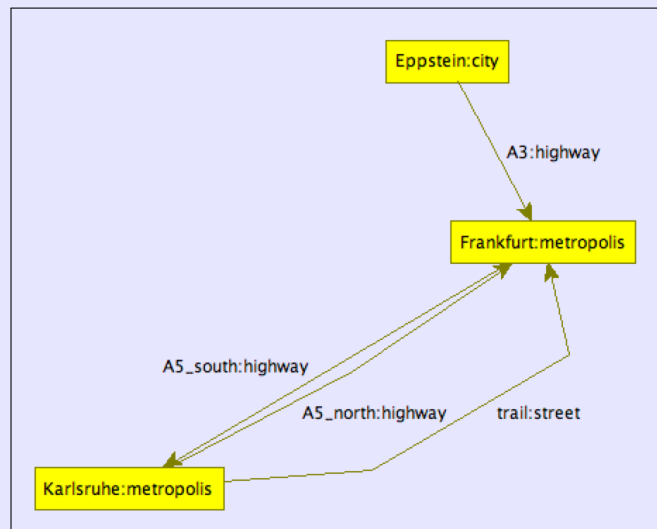 Eppstein:city
A3:highway
Frankfurt:metropolis
A5_south:highway
A5_north:highway
trail:street
Karlsruhe:metropolis